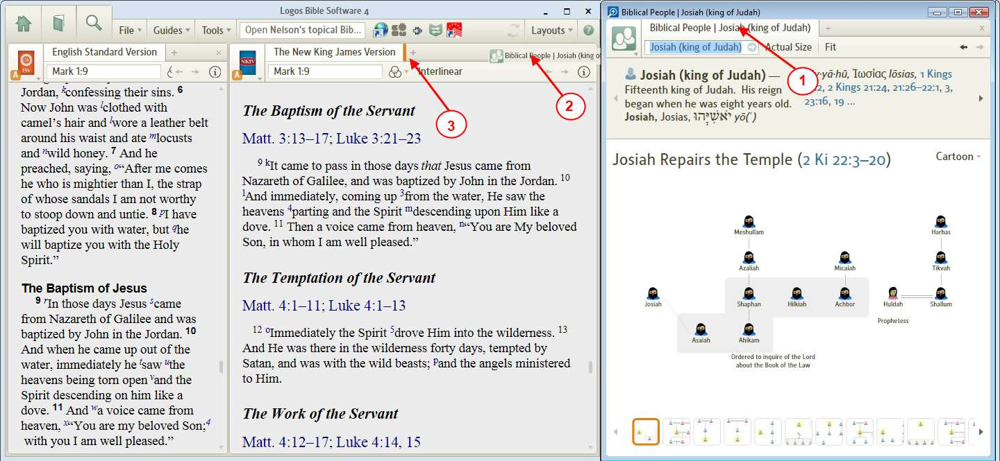 Logos Bible Software 4
File
Guides
Tools
Open Nelson's topical Bib...
Layouts
?
ESV
A
English Standard Version
+
×
Mark 1:9
Jordan, kconfessing their sins. 6
Now John was lclothed with
camel's hair and lwore a leather belt
around his waist and ate mlocusts
and nwild honey. 7 And he
preached, saying, o“After me comes
he who is mightier than I, the strap
of whose sandals I am not worthy
to stoop down and untie. 8 pI have
baptized you with water, but qhe
will baptize you with the Holy
Spirit.”
The Baptism of Jesus
9 rIn those days Jesus scame
from Nazareth of Galilee and was
baptized by John in the Jordan. 10
And when he came up out of the
water, immediately he tsaw uthe
heavens being torn open vand the
Spirit descending on him like a
dove. 11 And wa voice came from
heaven, x“You are my beloved Son;4
with you I am well pleased.”
NKJV
A
The New King James Version
+
Biblical People | Josiah (king of
Mark 1:9
Interlinear
2
3
The Baptism of the Servant
Matt. 3:13–17; Luke 3:21–23
9 kIt came to pass in those days that Jesus came from
Nazareth of Galilee, and was baptized by John in the Jordan. 10
lAnd immediately, coming up 3from the water, He saw the
heavens 4parting and the Spirit mdescending upon Him like a
dove. 11 Then a voice came from heaven, n“You are My beloved
Son, in whom I am well pleased.”
The Temptation of the Servant
Matt. 4:1–11; Luke 4:1–13
12 oImmediately the Spirit 5drove Him into the wilderness. 13
And He was there in the wilderness forty days, tempted by
Satan, and was with the wild beasts; pand the angels ministered
to Him.
The Work of the Servant
Matt. 4:12–17; Luke 4:14, 15
Biblical People | Josiah (king of Judah)
Biblical People | Josiah (king of Judah)
+
×
Josiah (king of Judah)
Actual Size
Fit
1
Josiah (king of Judah) —
Fifteenth king of Judah. His reign
began when he was eight years old.
Josiah, Josias, יֹאשִׁיָּהוּ yō(ʾ)
·yā·hû, Ἰωσίας Iōsias, 1 Kings
2, 2 Kings 21:24, 21:26–22:1, 3,
23:16, 19 ...
Josiah Repairs the Temple (2 Ki 22:3–20)
Cartoon
Meshullam
Harhas
Azaliah
Micaiah
Tikvah
Josiah
Shaphan
Hilkiah
Achbor
Huldah
Shallum
Prophetess
Asaiah
Ahikam
Ordered to inquire of the Lord
about the Book of the Law